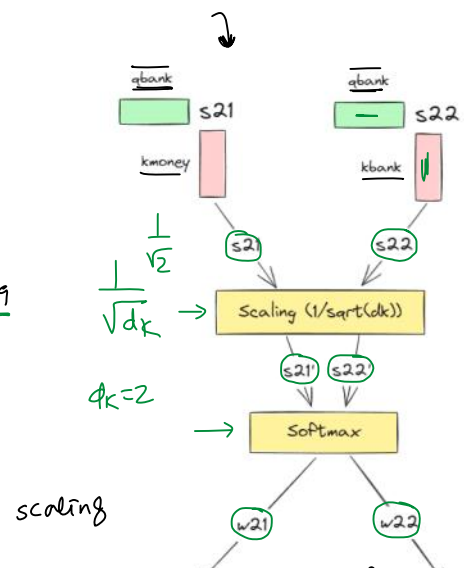 qbank qbank
s21 s22
kmoney kbank
s21 s22
1/√2
1/√dk
Scaling (1/sqrt(dk))
s21' s22'
dk=2
Softmax
scaling
w21 w22